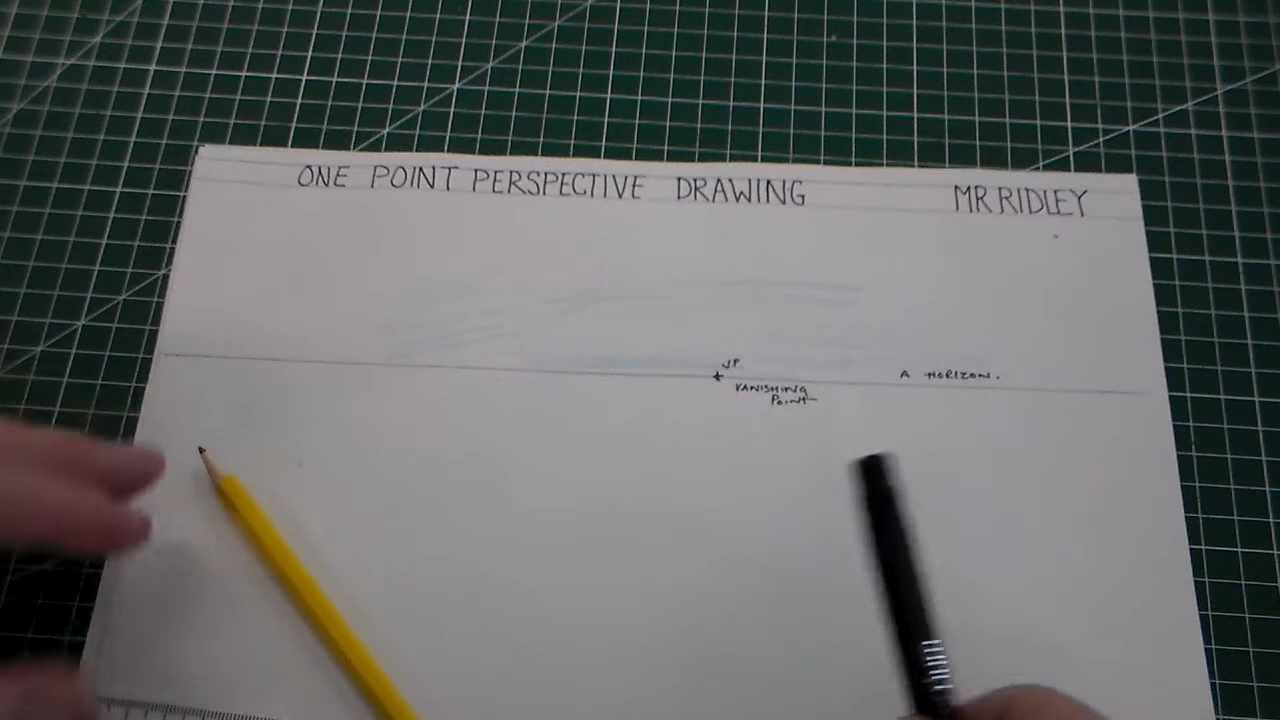 ONE POINT PERSPECTIVE DRAWING MR RIDLEY
VP
A HORIZON.
VANISHING
POINT